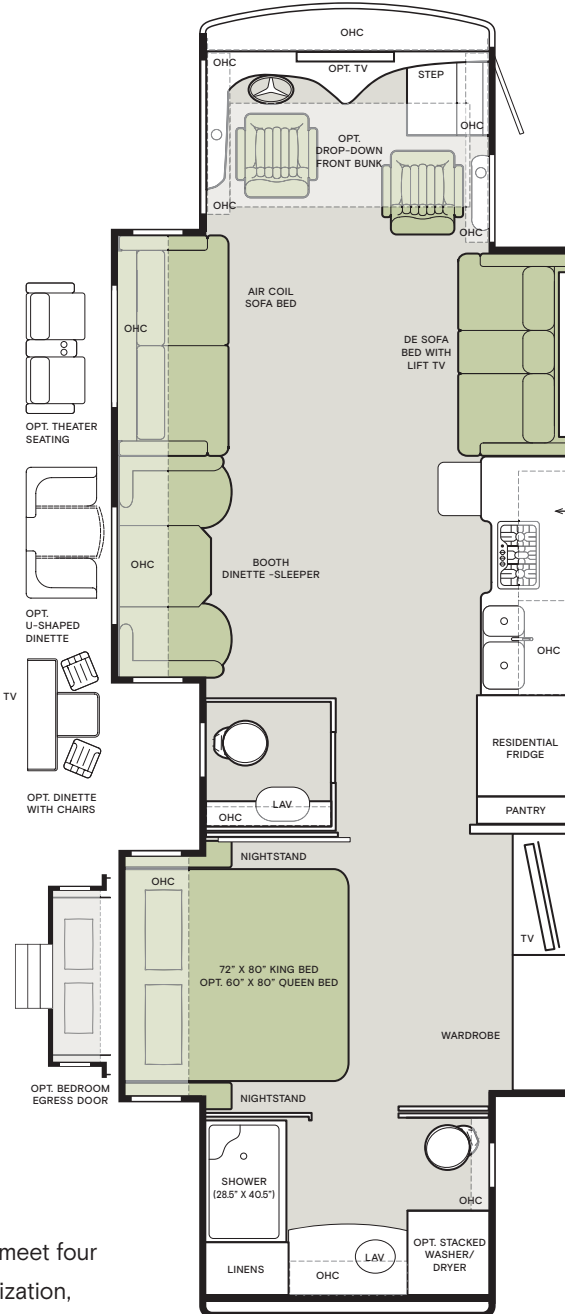 OHC
OHC
OPT. TV
STEP
OHC
OPT.
DROP-DOWN
FRONT BUNK
OHC
OHC
AIR COIL
SOFA BED
OHC
DE SOFA
BED WITH
LIFT TV
OPT. THEATER
SEATING
OHC
BOOTH
DINETTE -SLEEPER
OPT.
U-SHAPED
DINETTE
OHC
TV
RESIDENTIAL
FRIDGE
OPT. DINETTE
WITH CHAIRS
LAV
OHC
PANTRY
NIGHTSTAND
OHC
TV
72” X 80” KING BED
OPT. 60” X 80” QUEEN BED
WARDROBE
OPT. BEDROOM
EGRESS DOOR
NIGHTSTAND
SHOWER
(28.5” X 40.5”)
OHC
OPT. STACKED
WASHER/
DRYER
LAV
LINENS
OHC
meet four
ization,